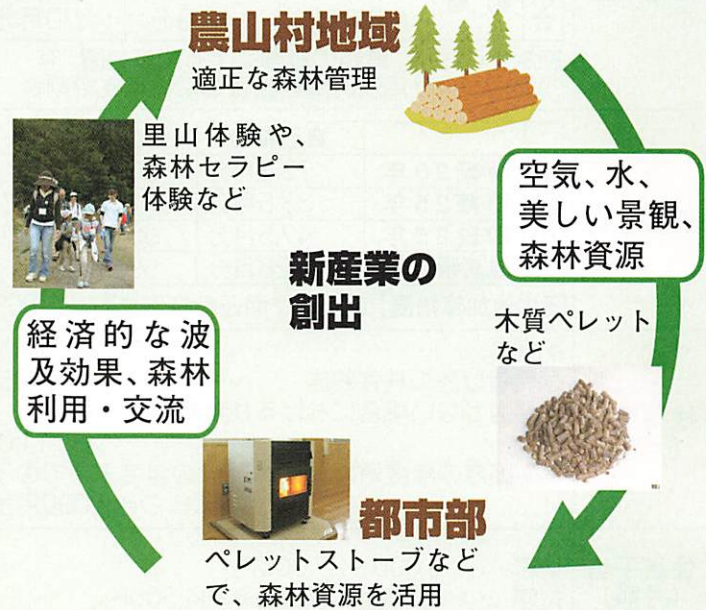 農山村地域
適正な森林管理
里山体験や、
森林セラピー
体験など
空気、水、
美しい景観、
森林資源
新産業の
創出
木質ペレット
など
経済的な波
及効果、森林
利用・交流
都市部
ペレットストーブなど
で、森林資源を活用